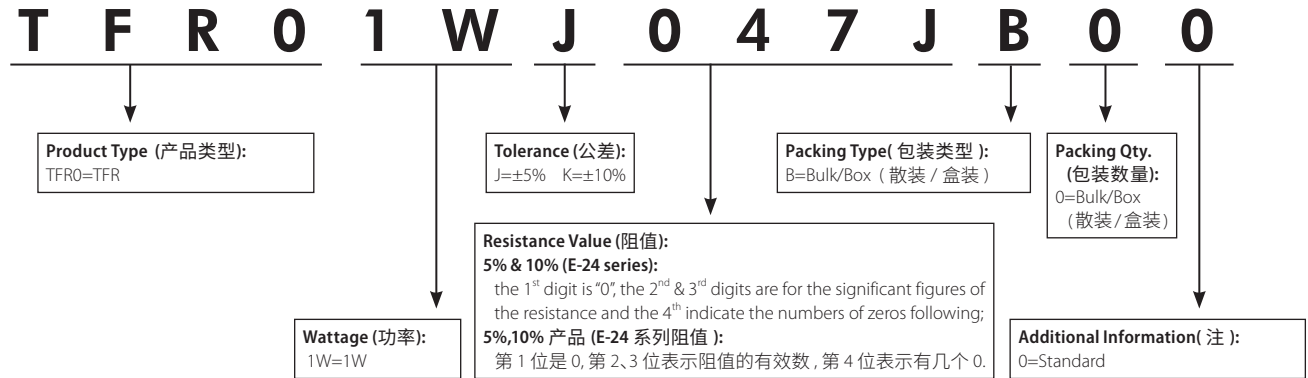 T F R 0 1 W J 0 4 7 J B 0 0
Product Type (产品类型):
TFR0=TFR
Tolerance (公差):
J=±5% K=±10%
Packing Type( 包装类型 ):
B=Bulk/Box ( 散装 / 盒装 )
Packing Qty.
(包装数量):
0=Bulk/Box
(散装/盒装)
Resistance Value (阻值):
5% & 10% (E-24 series):
the 1st digit is "0", the 2nd & 3rd digits are for the significant figures of
the resistance and the 4th indicate the numbers of zeros following;
5%,10% 产品 (E-24 系列阻值 ):
第 1 位是 0, 第 2、3 位表示阻值的有效数 , 第 4 位表示有几个 0.
Wattage (功率):
1W=1W
Additional Information( 注 ):
0=Standard